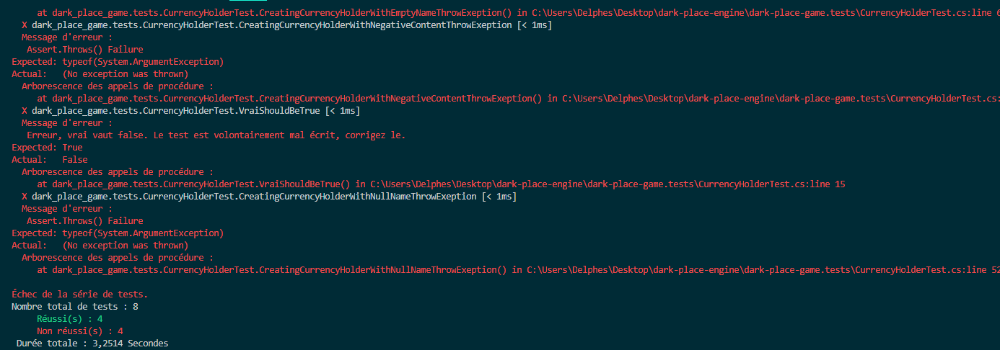 at dark_place_game.tests.CurrencyHolderTest.CreatingCurrencyHolderWithEmptyNameThrowExeption() in C:\Users\Delphes\Desktop\dark-place-engine\dark-place-game.tests\CurrencyHolderTest.cs:line 6
X dark_place_game.tests.CurrencyHolderTest.CreatingCurrencyHolderWithNegativeContentThrowExeption [< 1ms]
Message d'erreur :
Assert.Throws() Failure
Expected: typeof(System.ArgumentException)
Actual:   (No exception was thrown)
Arborescence des appels de procédure :
at dark_place_game.tests.CurrencyHolderTest.CreatingCurrencyHolderWithNegativeContentThrowExeption() in C:\Users\Delphes\Desktop\dark-place-engine\dark-place-game.tests\CurrencyHolderTest.cs:
X dark_place_game.tests.CurrencyHolderTest.VraiShouldBeTrue [< 1ms]
Message d'erreur :
Erreur, vrai vaut false. Le test est volontairement mal écrit, corrigez le.
Expected: True
Actual:   False
Arborescence des appels de procédure :
at dark_place_game.tests.CurrencyHolderTest.VraiShouldBeTrue() in C:\Users\Delphes\Desktop\dark-place-engine\dark-place-game.tests\CurrencyHolderTest.cs:line 15
X dark_place_game.tests.CurrencyHolderTest.CreatingCurrencyHolderWithNullNameThrowExeption [< 1ms]
Message d'erreur :
Assert.Throws() Failure
Expected: typeof(System.ArgumentException)
Actual:   (No exception was thrown)
Arborescence des appels de procédure :
at dark_place_game.tests.CurrencyHolderTest.CreatingCurrencyHolderWithNullNameThrowExeption() in C:\Users\Delphes\Desktop\dark-place-engine\dark-place-game.tests\CurrencyHolderTest.cs:line 52
Échec de la série de tests.
Nombre total de tests : 8
Réussi(s) : 4
Non réussi(s) : 4
Durée totale : 3,2514 Secondes